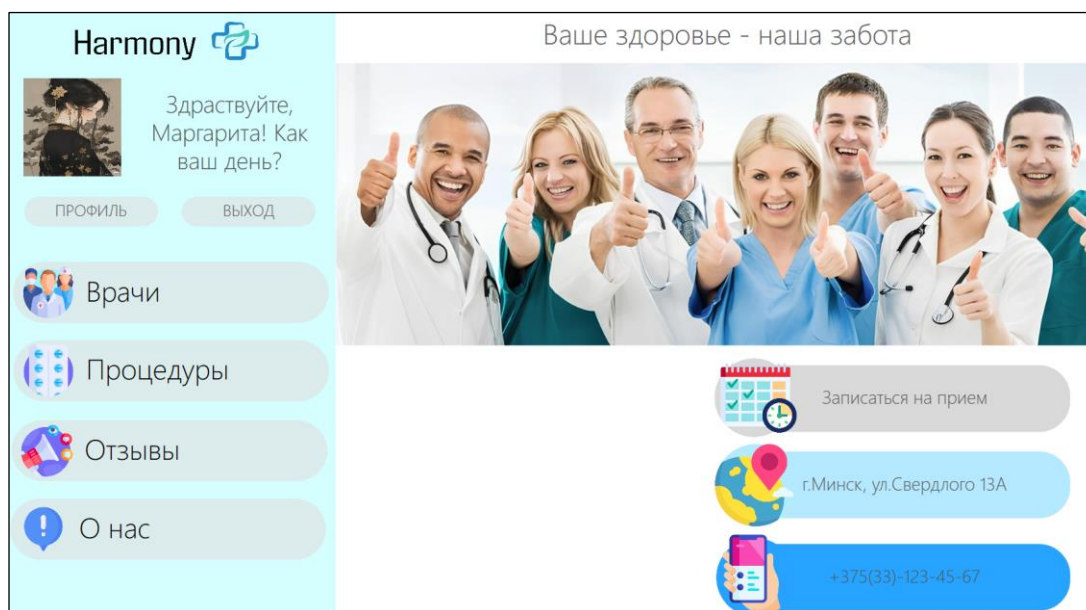 Harmony
Здраствуйте,
Маргарита! Как
ваш день?
ПРОФИЛЬ
ВЫХОД
Врачи
Процедуры
Отзывы
О нас
Ваше здоровье - наша забота
Записаться на прием
г.Минск, ул.Свердлого 13А
+375(33)-123-45-67